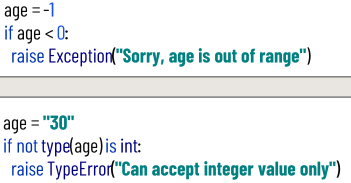 age = -1
if age < 0:
raise Exception("Sorry, age is out of range")
age = "30"
if not type(age) is int:
raise TypeError("Can accept integer value only")